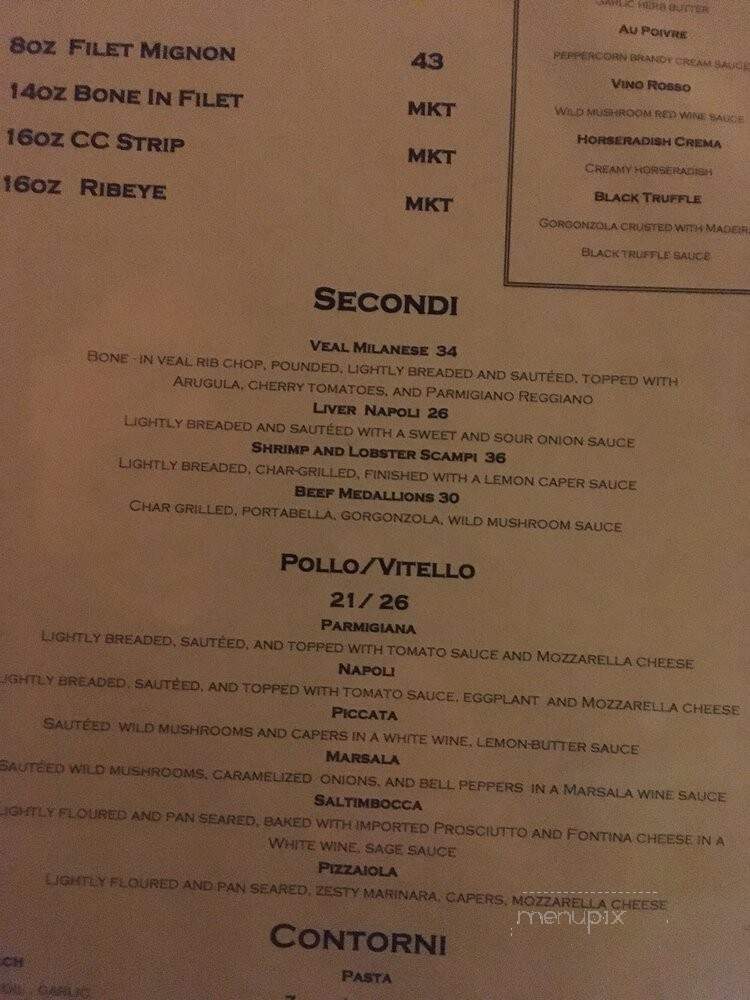 8oz Filet Mignon 43
14oz Bone In Filet MKT
16oz CC Strip MKT
16oz Ribeye MKT
Garlic Herb Butter
Au Poivre
Peppercorn Brandy Cream Sauce
Vino Rosso
Wild Mushroom Red Wine Sauce
Horseradish Crema
Creamy Horseradish
Black Truffle
Gorgonzola Crusted with
Black Truffle Sauce
Secondi
Veal Milanese 34
Bone - in veal rib chop, pounded, lightly breaded and sautéed, topped with
Arugula, cherry tomatoes, and Parmigiano Reggiano
Liver Napoli 26
Lightly breaded and sautéed with a sweet and sour onion sauce
Shrimp and Lobster Scampi 36
Lightly breaded, char-grilled, finished with a lemon caper sauce
Beef Medallions 30
Char grilled, portabella, gorgonzola, wild mushroom sauce
Pollo/Vitello
21/ 26
Parmigiana
Lightly breaded, sautéed, and topped with tomato sauce and Mozzarella cheese
Napoli
Lightly breaded, sautéed, and topped with tomato sauce, eggplant and Mozzarella cheese
Piccata
Sautéed wild mushrooms and capers in a white wine, lemon-butter sauce
Marsala
Sautéed wild mushrooms, caramelized onions, and bell peppers in a Marsala wine sauce
Saltimbocca
Lightly floured and pan seared, baked with imported Prosciutto and Fontina cheese in a
White wine, sage sauce
Pizzaiola
Lightly floured and pan seared, zesty marinara, capers, mozzarella cheese
menupix
Contorni
Pasta